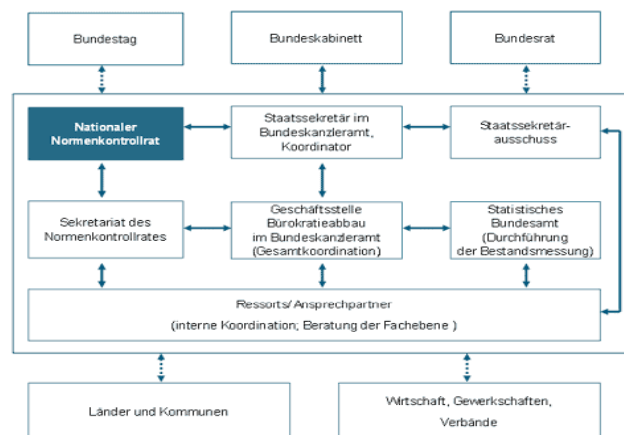 Bundestag
Bundeskabinett
Bundesrat
Nationaler
Normenkontrollrat
Staatssekretär im
Bundeskanzleramt,
Koordinator
Staatssekretär-
ausschuss
Sekretariat des
Normenkontrollrates
Geschäftsstelle
Bürokratieabbau
im Bundeskanzleramt
(Gesamtkoordination)
Statistisches
Bundesamt
(Durchführung
der Bestandsmessung)
Ressorts/ Ansprechpartner
(interne Koordination; Beratung der Fachebene )
Länder und Kommunen
Wirtschaft, Gewerkschaften,
Verbände